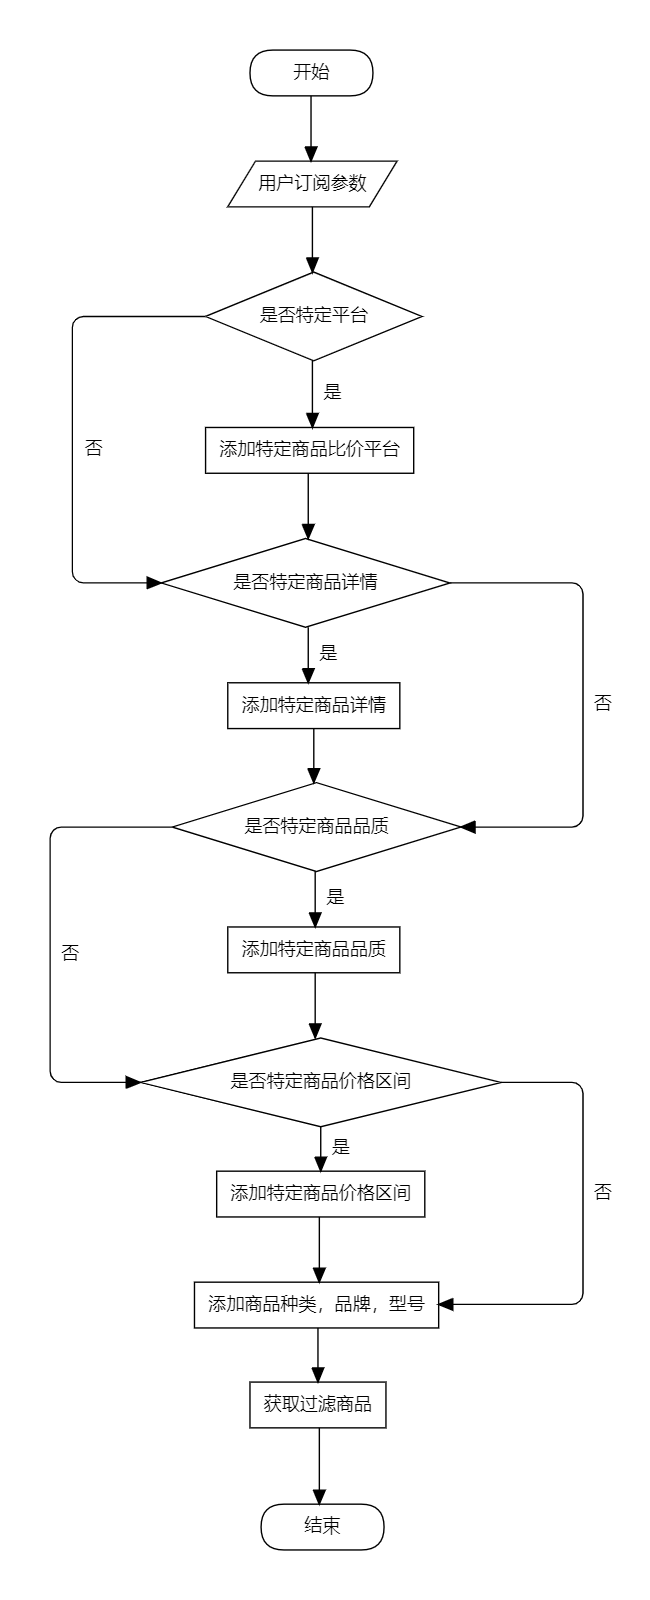 开始
用户订阅参数
是否特定平台
是
否
添加特定商品比价平台
是否特定商品详情
是
添加特定商品详情
否
是否特定商品品质
是
添加特定商品品质
否
是否特定商品价格区间
是
添加特定商品价格区间
否
添加商品种类，品牌，型号
获取过滤商品
结束